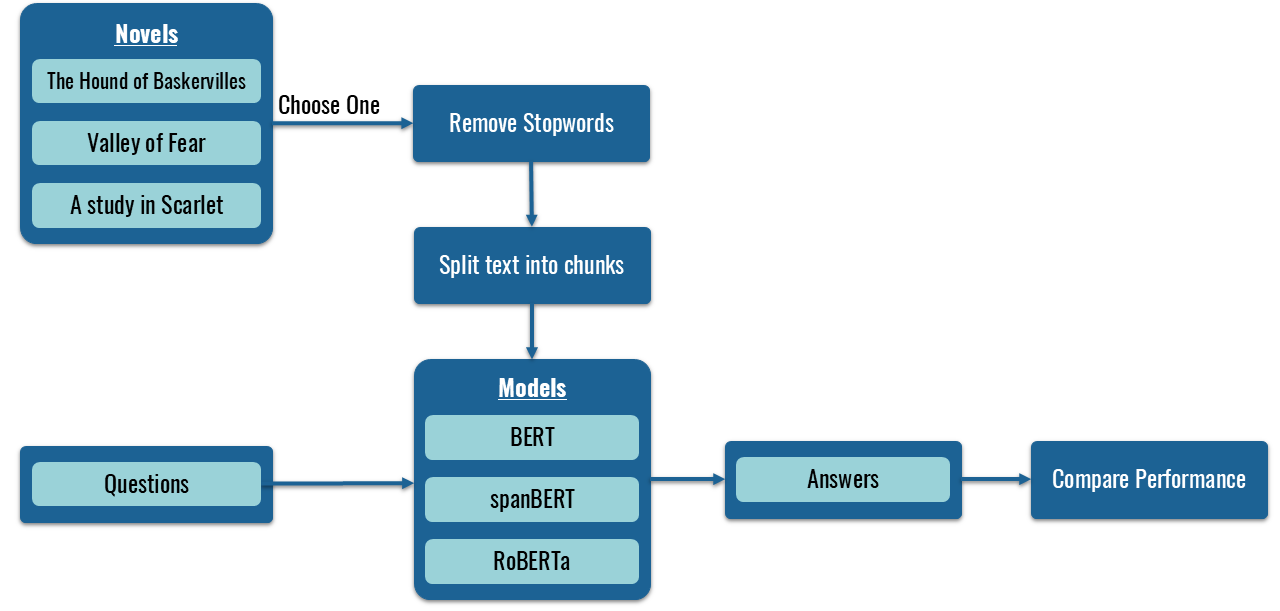 Novels
The Hound of Baskervilles
Valley of Fear
A study in Scarlet
Choose One
Remove Stopwords
Split text into chunks
Models
BERT
spanBERT
RoBERTa
Questions
Answers
Compare Performance